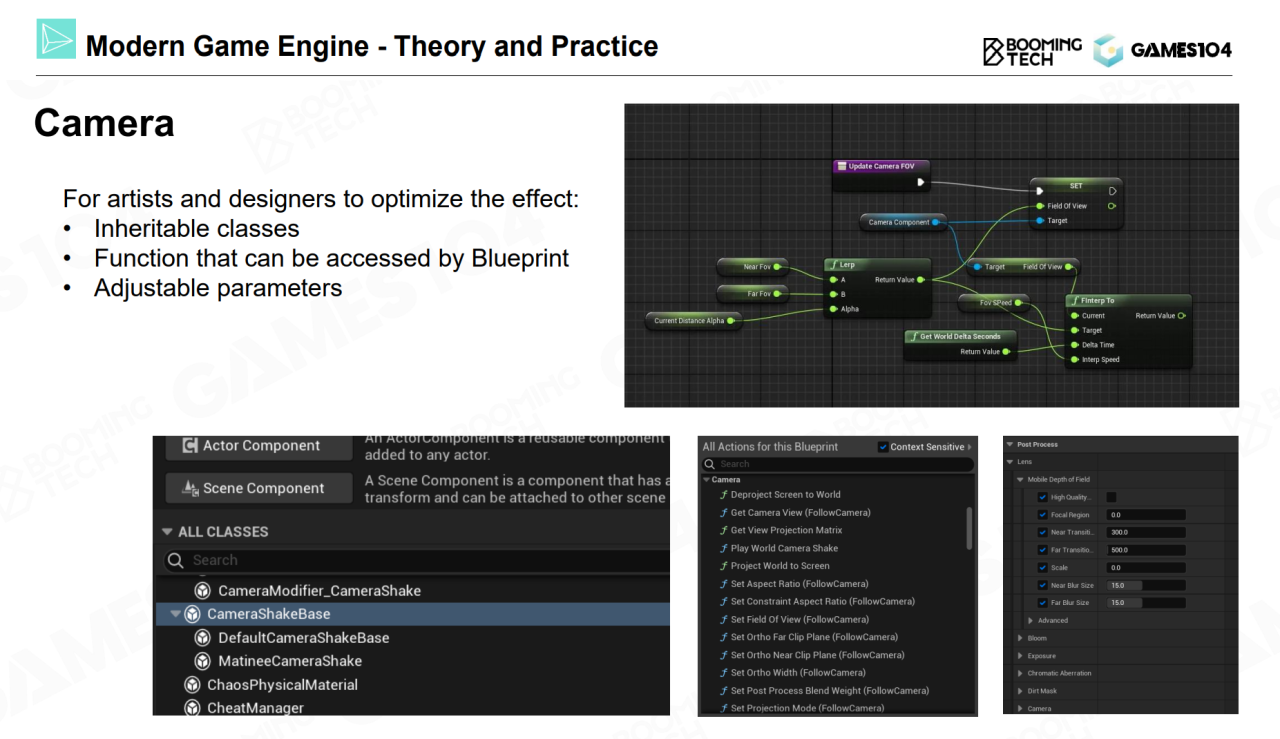 Modern Game Engine - Theory and Practice
BOOMING
TECH
GAMES104
Camera
For artists and designers to optimize the effect:
• Inheritable classes
• Function that can be accessed by Blueprint
• Adjustable parameters
Update Camera FOV
SET
Field Of View
Target
Camera Component
Near Fov
Far Fov
Current Distance Alpha
f Lerp
A
B
Alpha
Return Value
Target
Field Of View
Fov SPeed
f Get World Delta Seconds
Return Value
f FInterp To
Current
Target
Delta Time
Interp Speed
Return Value
Actor Component
An ActorComponent is a reusable component
added to any actor.
Scene Component
A Scene Component is a component that has a
transform and can be attached to other scene
ALL CLASSES
Search
CameraModifier_CameraShake
CameraShakeBase
DefaultCameraShakeBase
MatineeCameraShake
ChaosPhysicalMaterial
CheatManager
All Actions for this Blueprint
Context Sensitive
Search
Camera
f Deproject Screen to World
f Get Camera View (FollowCamera)
f Get View Projection Matrix
f Play World Camera Shake
f Project World to Screen
f Set Aspect Ratio (FollowCamera)
f Set Constraint Aspect Ratio (FollowCamera)
f Set Field Of View (FollowCamera)
f Set Ortho Far Clip Plane (FollowCamera)
f Set Ortho Near Clip Plane (FollowCamera)
f Set Ortho Width (FollowCamera)
f Set Post Process Blend Weight (FollowCamera)
f Set Projection Mode (FollowCamera)
Post Process
Lens
Mobile Depth of Field
High Quality...
Focal Region 0.0
Near Transiti.. 300.0
Far Transitio.. 500.0
Scale 0.0
Near Blur Size 15.0
Far Blur Size 15.0
Advanced
Bloom
Exposure
Chromatic Aberration
Dirt Mask
Camera